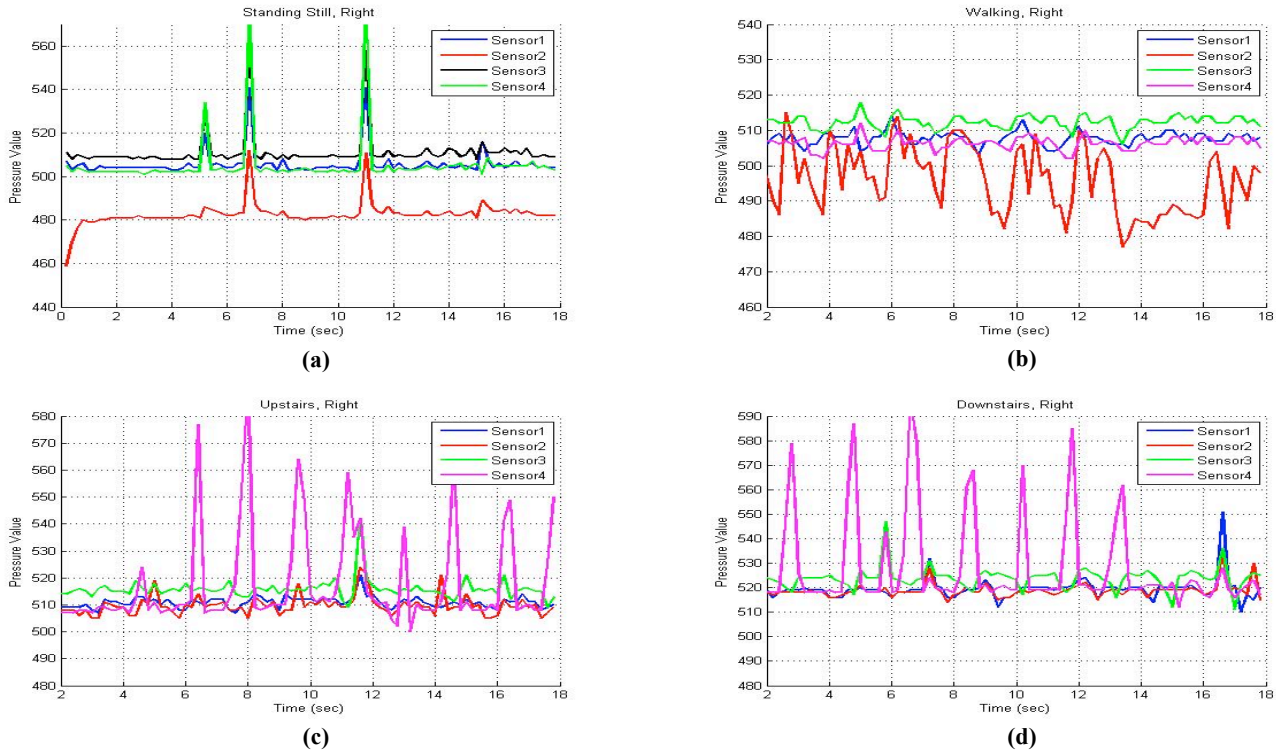 Standing Still, Right
Pressure Value
560
540
520
500
480
460
440
0 2 4 6 8 10 12 14 16 18
Time (sec)
Sensor1
Sensor2
Sensor3
Sensor4
(a)
Walking, Right
Pressure Value
540
530
520
510
500
490
480
470
460
2 4 6 8 10 12 14 16 18
Time (sec)
Sensor1
Sensor2
Sensor3
Sensor4
(b)
Upstairs, Right
Pressure Value
580
570
560
550
540
530
520
510
500
490
480
2 4 6 8 10 12 14 16 18
Time (sec)
Sensor1
Sensor2
Sensor3
Sensor4
(c)
Downstairs, Right
Pressure Value
590
580
570
560
550
540
530
520
510
500
490
480
2 4 6 8 10 12 14 16 18
Time (sec)
Sensor1
Sensor2
Sensor3
Sensor4
(d)